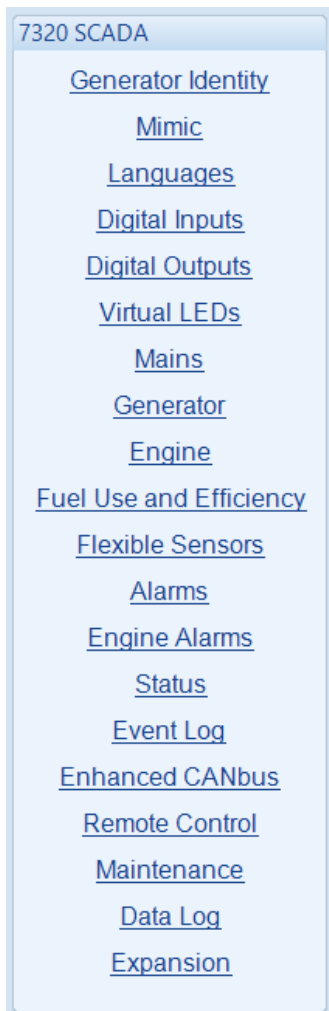 7320 SCADA
Generator Identity
Mimic
Languages
Digital Inputs
Digital Outputs
Virtual LEDs
Mains
Generator
Engine
Fuel Use and Efficiency
Flexible Sensors
Alarms
Engine Alarms
Status
Event Log
Enhanced CANbus
Remote Control
Maintenance
Data Log
Expansion